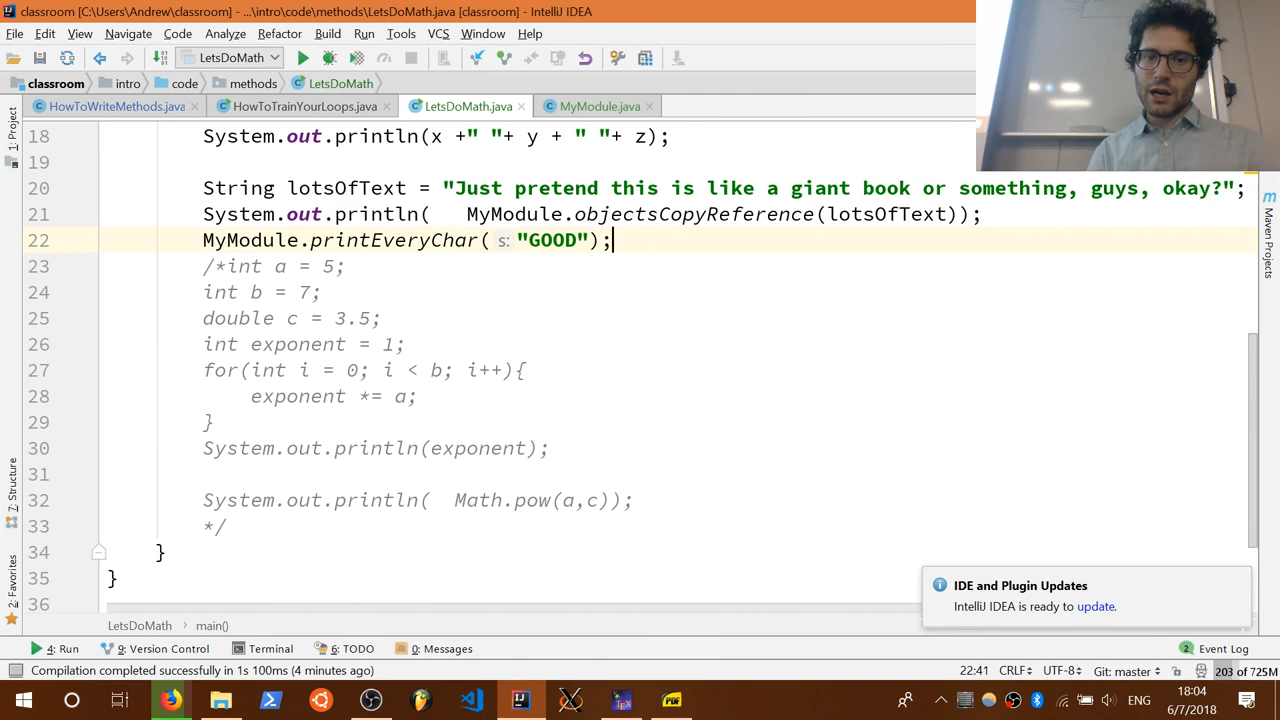 classroom [C:\Users\Andrew\classroom] - ...\intro\code\methods\LetsDoMath.java [classroom] - IntelliJ IDEA
File Edit View Navigate Code Analyze Refactor Build Run Tools VCS Window Help
LetsDoMath
classroom intro code methods LetsDoMath
HowToWriteMethods.java HowToTrainYourLoops.java LetsDoMath.java MyModule.java
1: Project
7: Structure
2: Favorites
Maven Projects
18 System.out.println(x +" "+ y + " "+ z);
19
20 String lotsOfText = "Just pretend this is like a giant book or something, guys, okay?";
21 System.out.println( MyModule.objectsCopyReference(lotsOfText));
22 MyModule.printEveryChar( s: "GOOD");
23 /*int a = 5;
24 int b = 7;
25 double c = 3.5;
26 int exponent = 1;
27 for(int i = 0; i < b; i++){
28 exponent *= a;
29 }
30 System.out.println(exponent);
31
32 System.out.println( Math.pow(a,c));
33 */
34 }
35 }
36
IDE and Plugin Updates
IntelliJ IDEA is ready to update.
LetsDoMath main()
4: Run 9: Version Control Terminal 6: TODO 0: Messages 2 Event Log
Compilation completed successfully in 1s 100ms (4 minutes ago) 22:41 CRLF UTF-8 Git: master 203 of 725M
ENG 18:04
6/7/2018